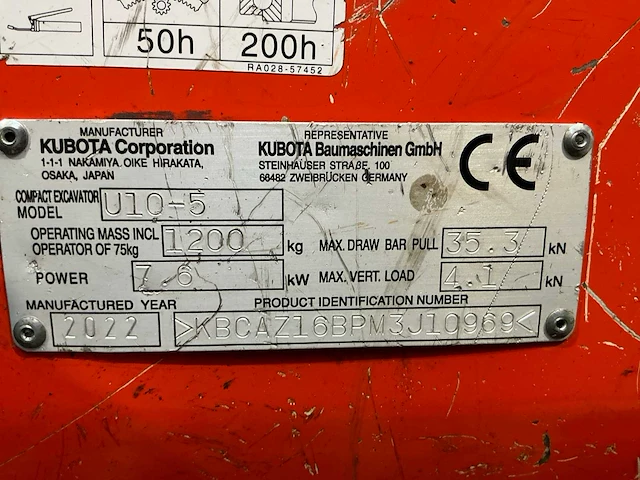 50h 200h
RA028-57452
MANUFACTURER
KUBOTA Corporation
1-1-1 NAKAMIYA.OIKE HIRAKATA,
OSAKA, JAPAN
REPRESENTATIVE
KUBOTA Baumaschinen GmbH
STEINHAUSER STRAßE, 100
66482 ZWEIBRÜCKEN GERMANY
CE
COMPACT EXCAVATOR
MODEL U10-5
OPERATING MASS INCL
OPERATOR OF 75kg 1200 kg
MAX. DRAW BAR PULL 35.3 kN
POWER 7.6 kW
MAX. VERT. LOAD 4.1 kN
MANUFACTURED YEAR
2022
PRODUCT IDENTIFICATION NUMBER
>KBCAZ16BPM3J10969<